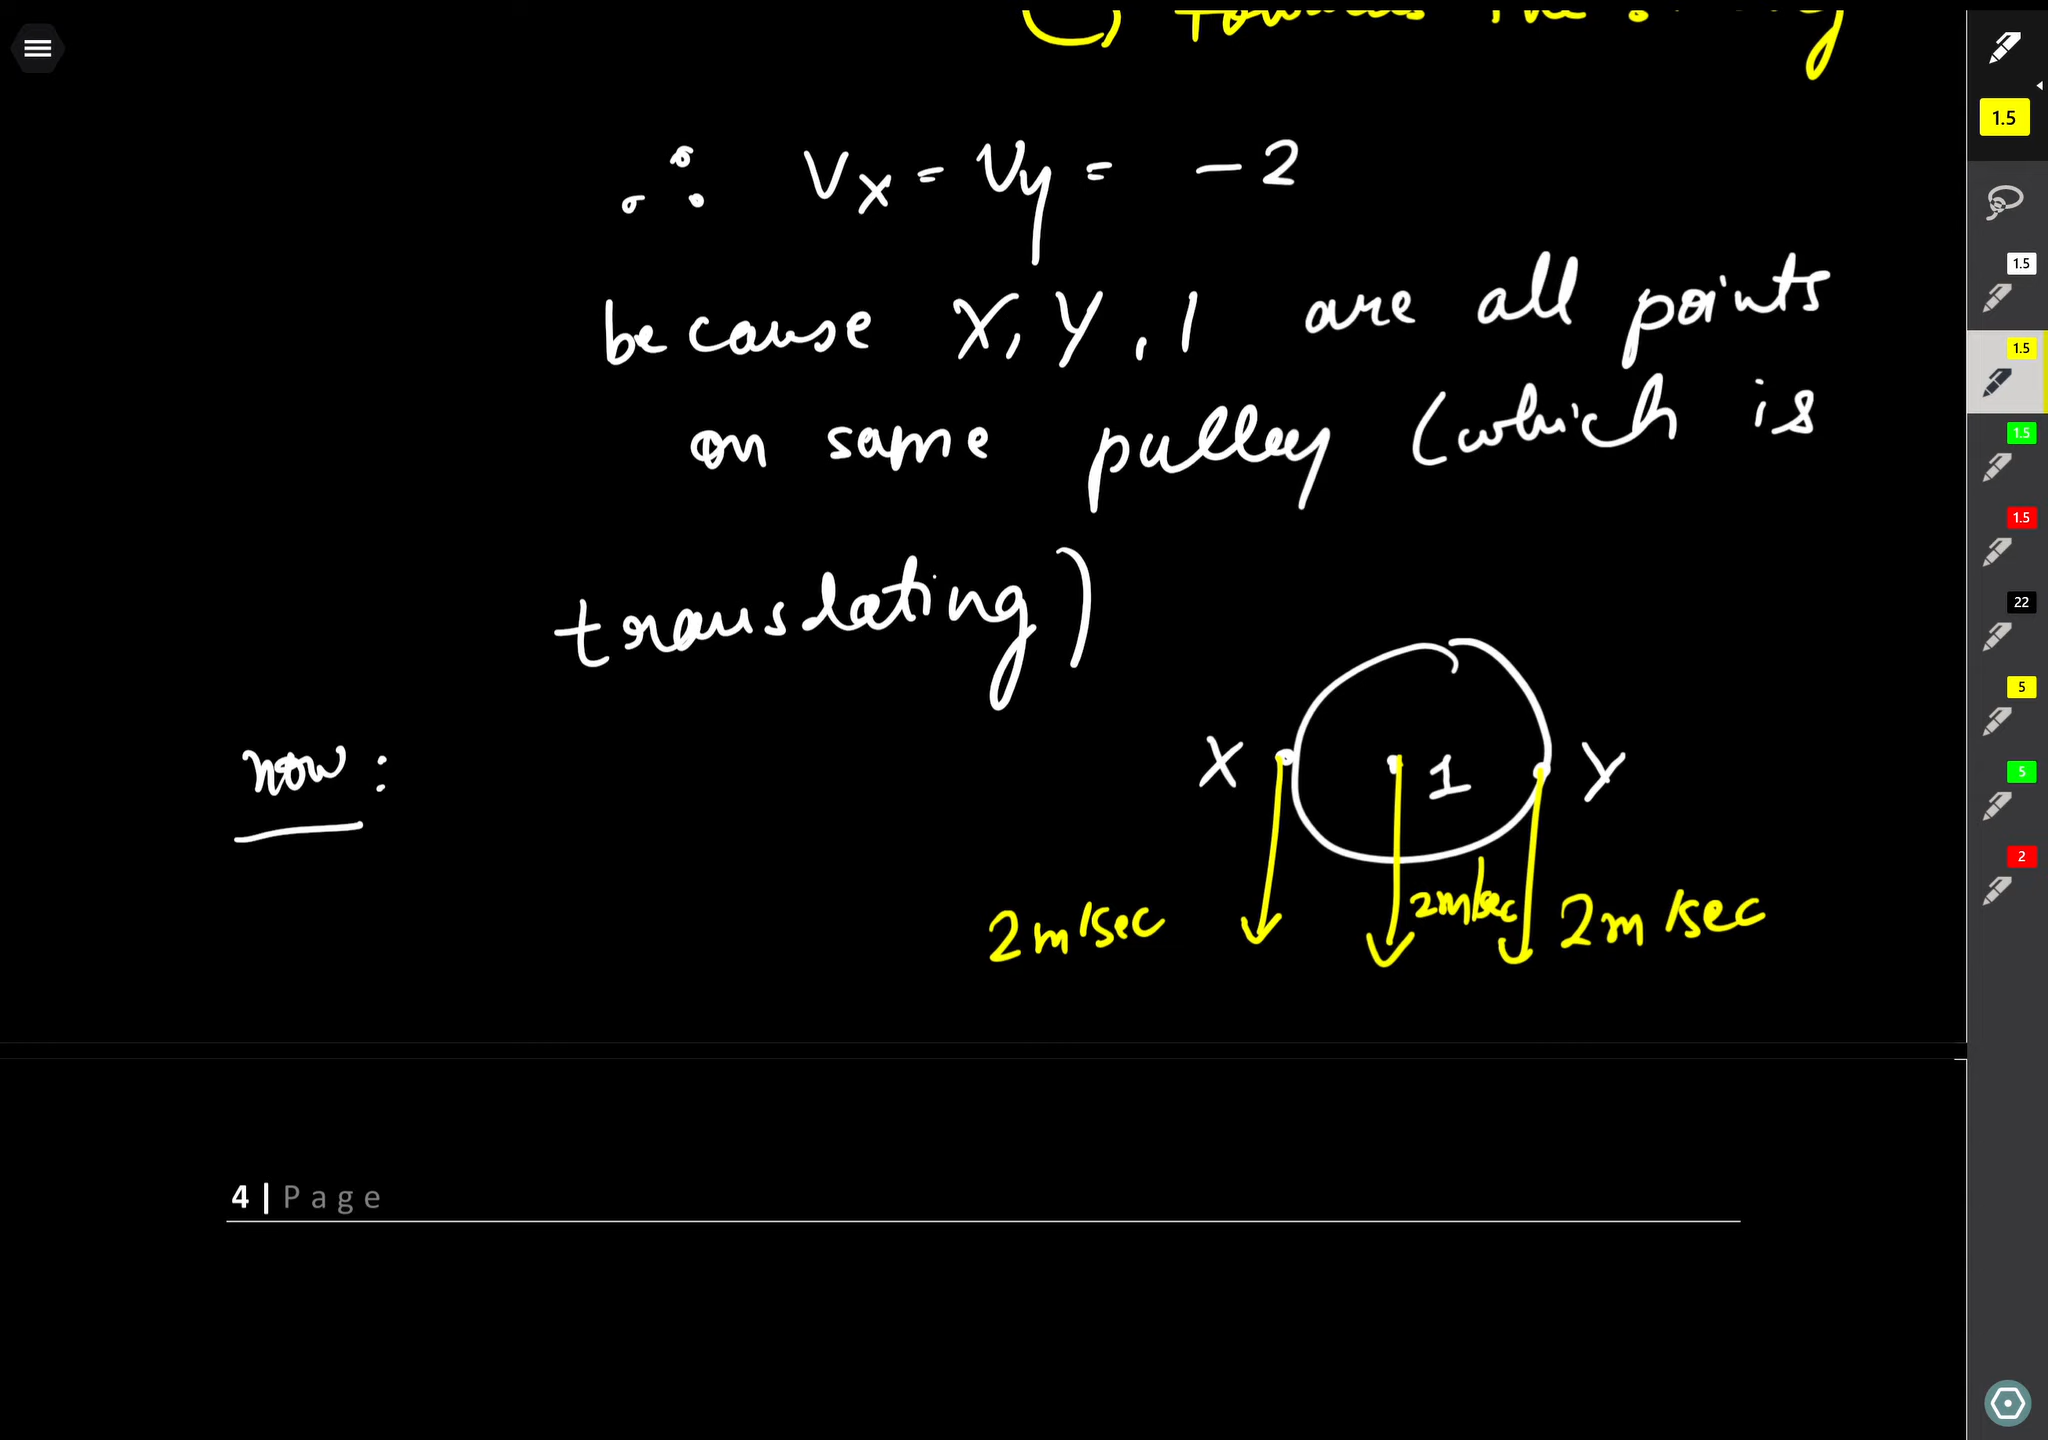 towards the
∴ Vx = Vy = -2
because X, Y, 1 are all points
on same pulley (which is
translating)
now:
X 1 Y
2m/sec 2m/sec 2m/sec
4 | Page
1.5
1.5
1.5
1.5
1.5
22
5
5
2